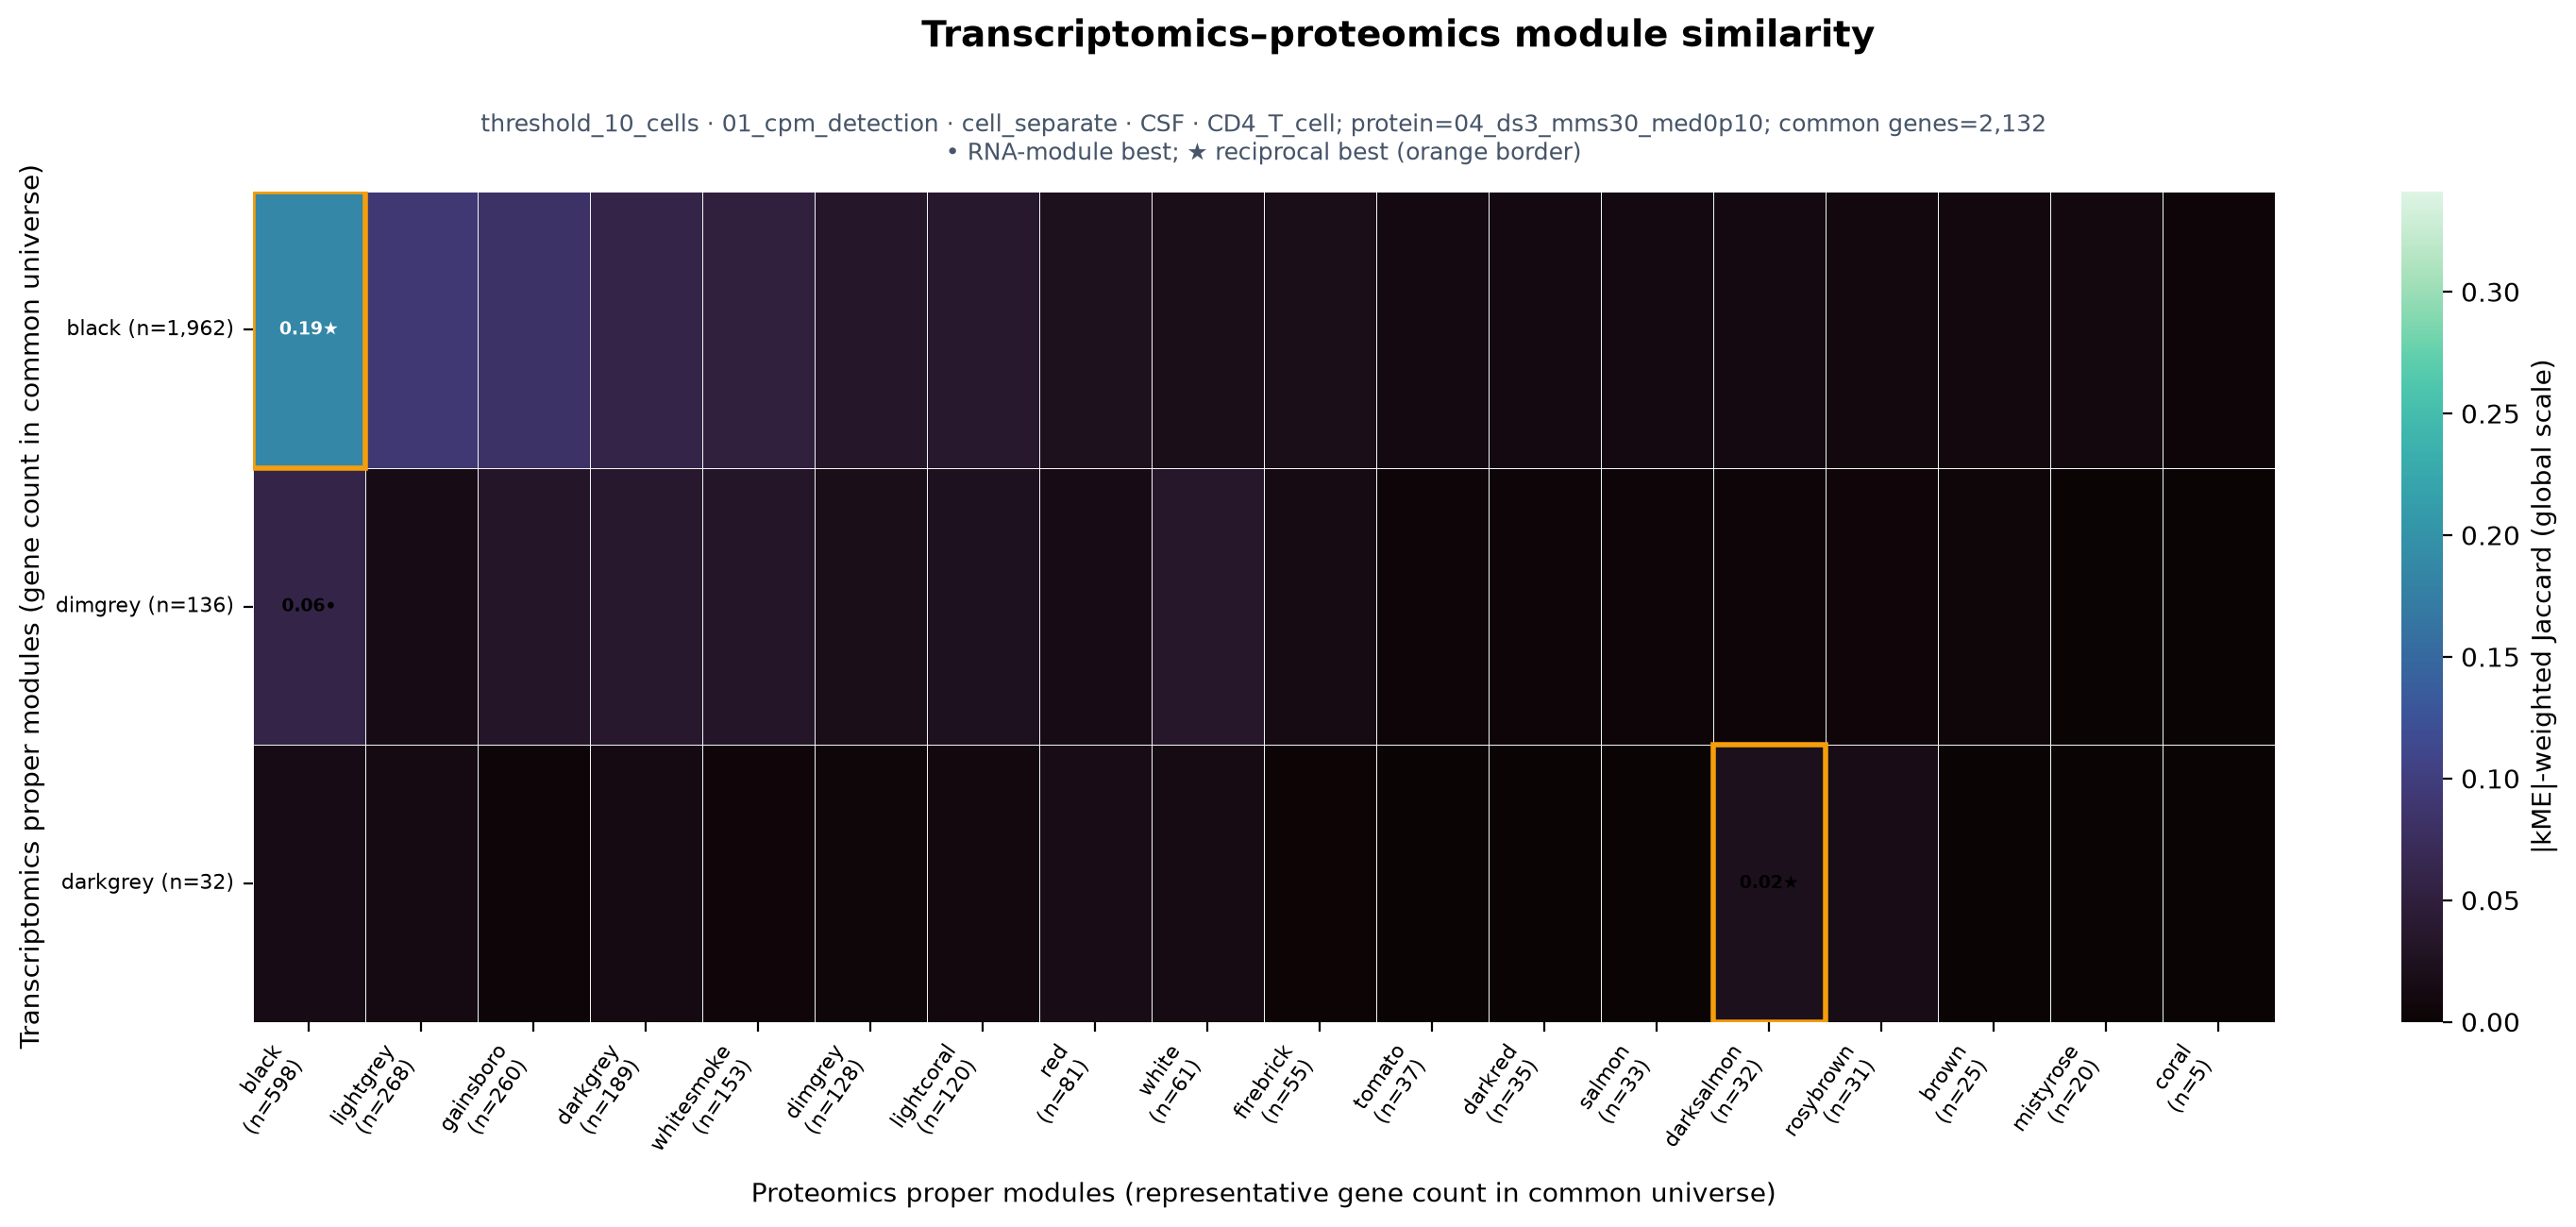 Transcriptomics–proteomics module similarity
threshold_10_cells · 01_cpm_detection · cell_separate · CSF · CD4_T_cell; protein=04_ds3_mms30_med0p10; common genes=2,132
• RNA-module best; ★ reciprocal best (orange border)
Transcriptomics proper modules (gene count in common universe)
black (n=1,962)
dimgrey (n=136)
darkgrey (n=32)
0.19★
0.06•
0.02★
black
(n=598)
lightgrey
(n=268)
gainsboro
(n=260)
darkgrey
(n=189)
whitesmoke
(n=153)
dimgrey
(n=128)
lightcoral
(n=120)
red
(n=81)
white
(n=61)
firebrick
(n=55)
tomato
(n=37)
darkred
(n=35)
salmon
(n=33)
darksalmon
(n=32)
rosybrown
(n=31)
brown
(n=25)
mistyrose
(n=20)
coral
(n=5)
Proteomics proper modules (representative gene count in common universe)
0.30
0.25
0.20
0.15
0.10
0.05
0.00
|kME|-weighted Jaccard (global scale)